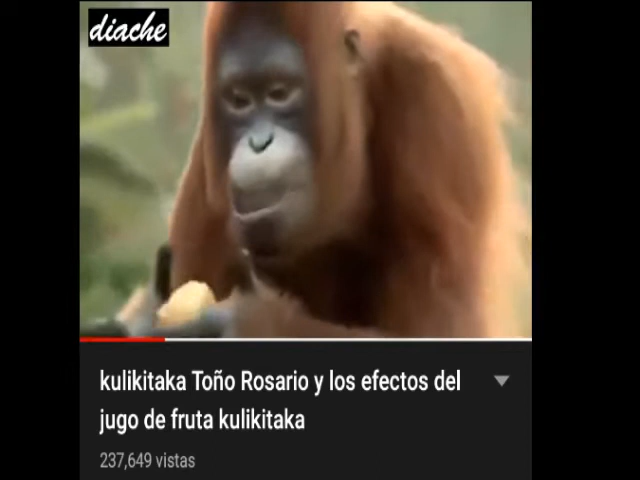 diache
kulikitaka Toño Rosario y los efectos del
jugo de fruta kulikitaka
237,649 vistas